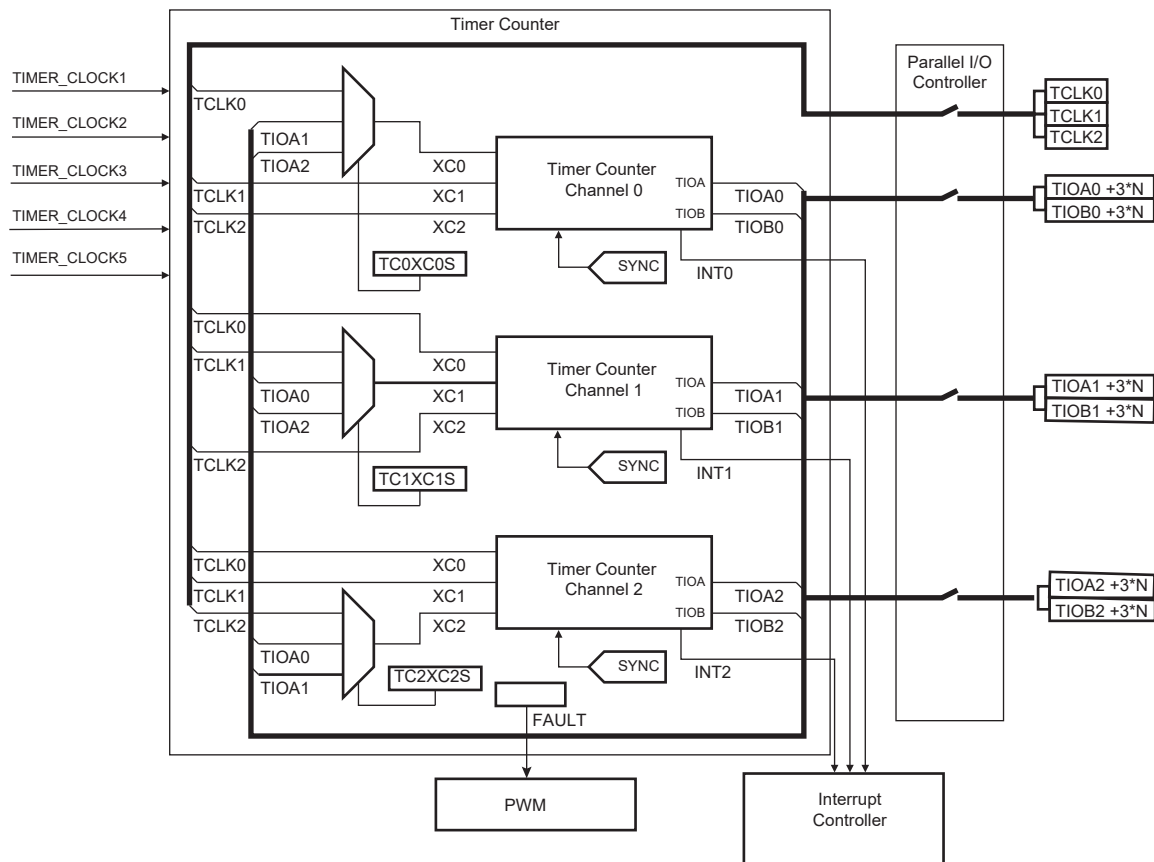 Timer Counter
Parallel I/O
Controller
TIMER_CLOCK1
TIMER_CLOCK2
TIMER_CLOCK3
TIMER_CLOCK4
TIMER_CLOCK5
TCLK0
TIOA1
TIOA2
TCLK1
TCLK2
XC0
XC1
XC2
TC0XC0S
Timer Counter
Channel 0
TIOA
TIOB
TIOA0
TIOB0
SYNC
INT0
TCLK0
TCLK1
TCLK2
TIOA0 +3*N
TIOB0 +3*N
TCLK0
TCLK1
TIOA0
TIOA2
TCLK2
XC0
XC1
XC2
TC1XC1S
Timer Counter
Channel 1
TIOA
TIOB
TIOA1
TIOB1
SYNC
INT1
TIOA1 +3*N
TIOB1 +3*N
TCLK0
TCLK1
TCLK2
TIOA0
TIOA1
XC0
XC1
XC2
TC2XC2S
Timer Counter
Channel 2
TIOA
TIOB
TIOA2
TIOB2
SYNC
INT2
TIOA2 +3*N
TIOB2 +3*N
FAULT
PWM
Interrupt
Controller